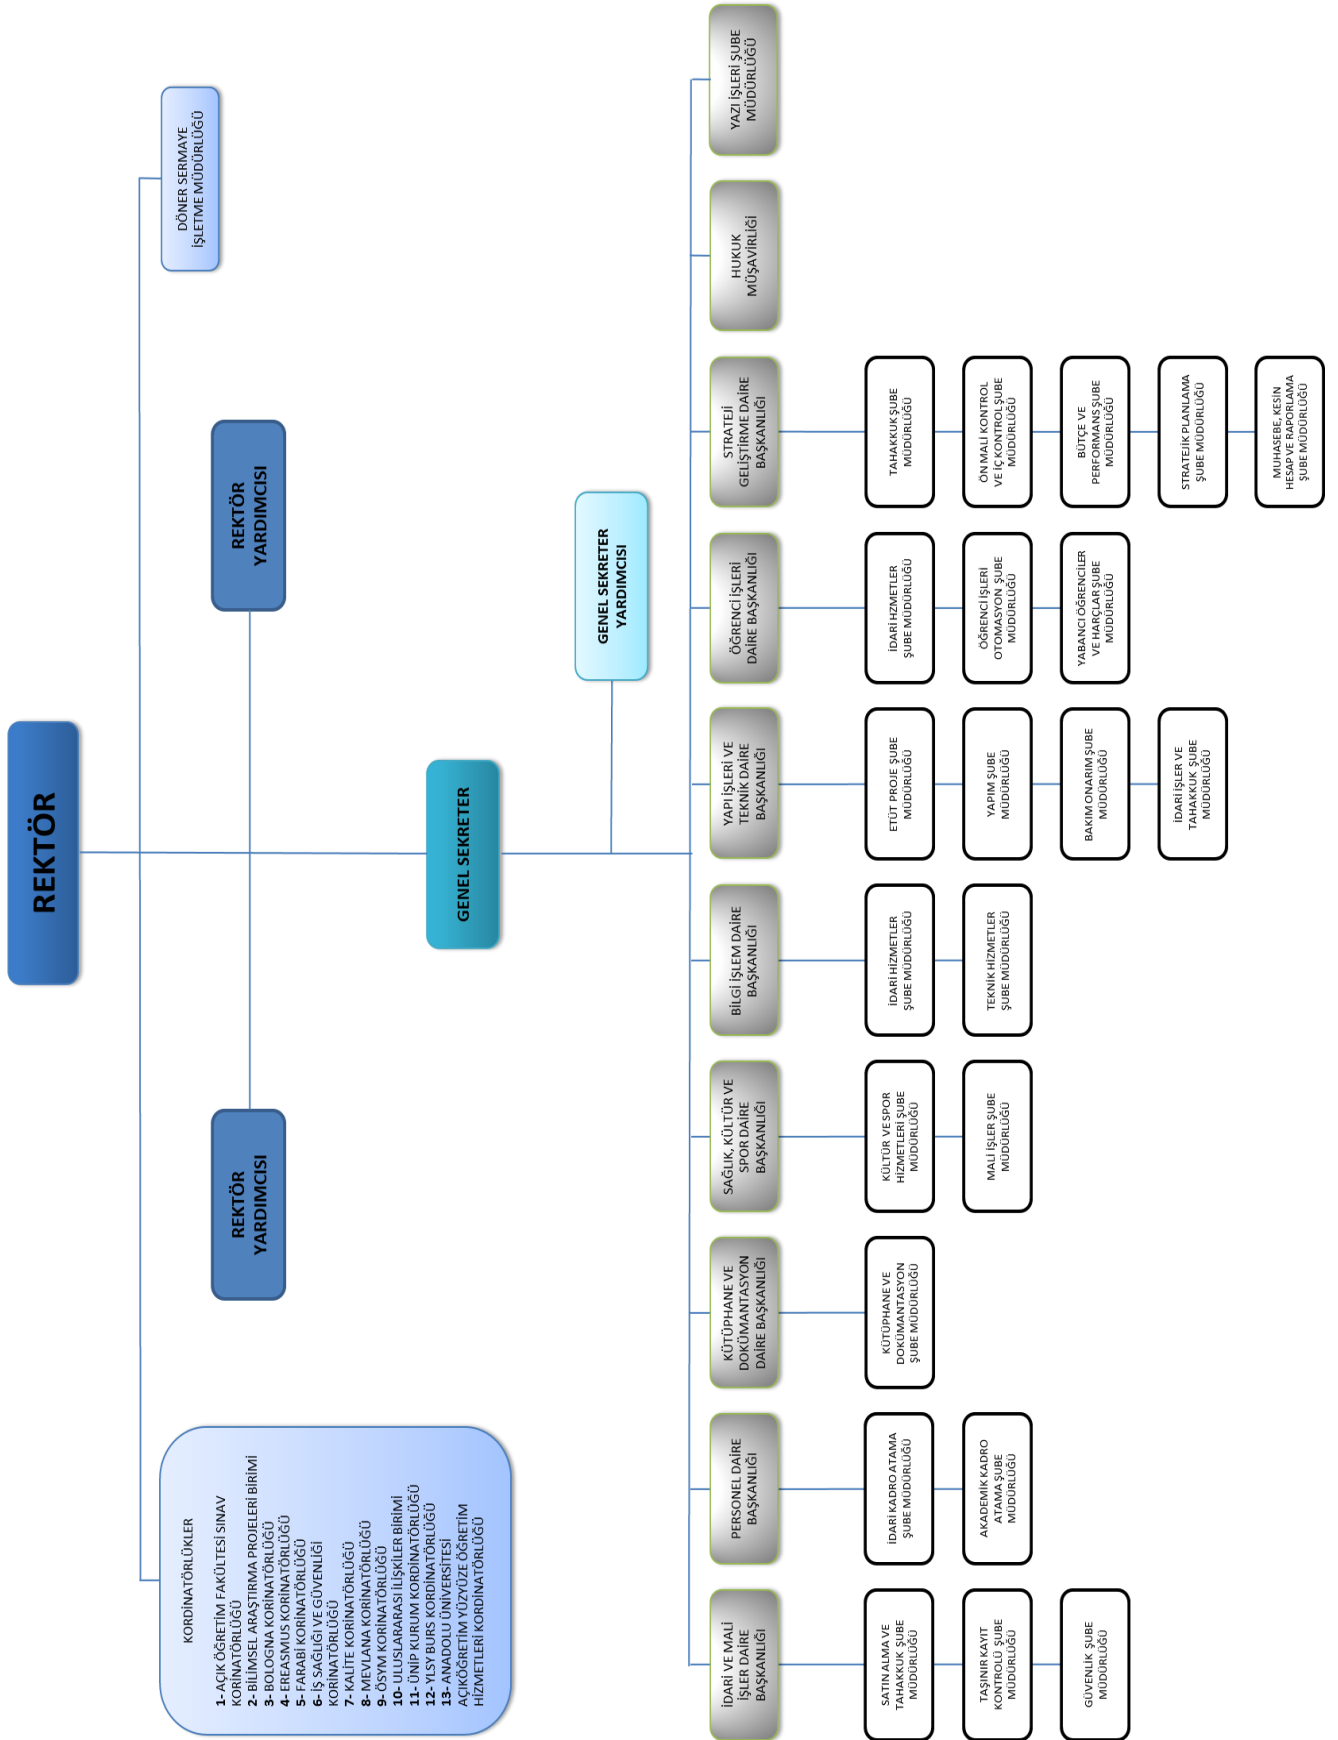 REKTÖR
KORDİNATÖRLÜKLER
1- AÇIK ÖĞRETİM FAKÜLTESİ SINAV
KORİNATÖRLÜĞÜ
2- BİLİMSEL ARAŞTIRMA PROJELERİ BİRİMİ
3- BOLOGNA KORİNATÖRLÜĞÜ
4- EREASMUS KORİNATÖRLÜĞÜ
5- FARABİ KORİNATÖRLÜĞÜ
6- İŞ SAĞLIĞI VE GÜVENLİĞİ
KORİNATÖRLÜĞÜ
7- KALİTE KORİNATÖRLÜĞÜ
8- MEVLANA KORİNATÖRLÜĞÜ
9- ÖSYM KORİNATÖRLÜĞÜ
10- ULUSLARARASI İLİŞKİLER BİRİMİ
11- ÜNİP KURUM KORDİNATÖRLÜĞÜ
12- YLSY BURS KORDİNATÖRLÜĞÜ
13- ANADOLU ÜNİVERSİTESİ
AÇIKÖĞRETİM YÜZYÜZE ÖĞRETİM
HİZMETLERİ KORDİNATÖRLÜĞÜ
DÖNER SERMAYE
İŞLETME MÜDÜRLÜĞÜ
REKTÖR
YARDIMCISI
REKTÖR
YARDIMCISI
GENEL SEKRETER
GENEL SEKRETER
YARDIMCISI
İDARİ VE MALİ
İŞLER DAİRE
BAŞKANLIĞI
SATIN ALMA VE
TAHAKKUK ŞUBE
MÜDÜRLÜĞÜ
TAŞINIR KAYIT
KONTROLÜ ŞUBE
MÜDÜRLÜĞÜ
GÜVENLİK ŞUBE
MÜDÜRLÜĞÜ
PERSONEL DAİRE
BAŞKANLIĞI
İDARİ KADRO ATAMA
ŞUBE MÜDÜRLÜĞÜ
AKADEMİK KADRO
ATAMA ŞUBE
MÜDÜRLÜĞÜ
KÜTÜPHANE VE
DOKÜMANTASYON
DAİRE BAŞKANLIĞI
KÜTÜPHANE VE
DOKÜMANTASYON
ŞUBE MÜDÜRLÜĞÜ
SAĞLIK, KÜLTÜR VE
SPOR DAİRE
BAŞKANLIĞI
KÜLTÜR VE SPOR
HİZMETLERİ ŞUBE
MÜDÜRLÜĞÜ
MALİ İŞLER ŞUBE
MÜDÜRLÜĞÜ
BİLGİ İŞLEM DAİRE
BAŞKANLIĞI
İDARİ HİZMETLER
ŞUBE MÜDÜRLÜĞÜ
TEKNİK HİZMETLER
ŞUBE MÜDÜRLÜĞÜ
YAPI İŞLERİ VE
TEKNİK DAİRE
BAŞKANLIĞI
ETÜT PROJE ŞUBE
MÜDÜRLÜĞÜ
YAPIM ŞUBE
MÜDÜRLÜĞÜ
BAKIM ONARIM ŞUBE
MÜDÜRLÜĞÜ
İDARİ İŞLER VE
TAHAKKUK ŞUBE
MÜDÜRLÜĞÜ
ÖĞRENCİ İŞLERİ
DAİRE BAŞKANLIĞI
İDARİ HZMETLER
ŞUBE MÜDÜRLÜĞÜ
ÖĞRENCİ İŞLERİ
OTOMASYON ŞUBE
MÜDÜRLÜĞÜ
YABANCI ÖĞRENCİLER
VE HARÇLAR ŞUBE
MÜDÜRLÜĞÜ
STRATEJİ
GELİŞTİRME DAİRE
BAŞKANLIĞI
TAHAKKUK ŞUBE
MÜDÜRLÜĞÜ
ÖN MALİ KONTROL
VE İÇ KONTROL ŞUBE
MÜDÜRLÜĞÜ
BÜTÇE VE
PERFORMANS ŞUBE
MÜDÜRLÜĞÜ
STRATEJİK PLANLAMA
ŞUBE MÜDÜRLÜĞÜ
MUHASEBE, KESİN
HESAP VE RAPORLAMA
ŞUBE MÜDÜRLÜĞÜ
HUKUK
MÜŞAVİRLİĞİ
YAZI İŞLERİ ŞUBE
MÜDÜRLÜĞÜ